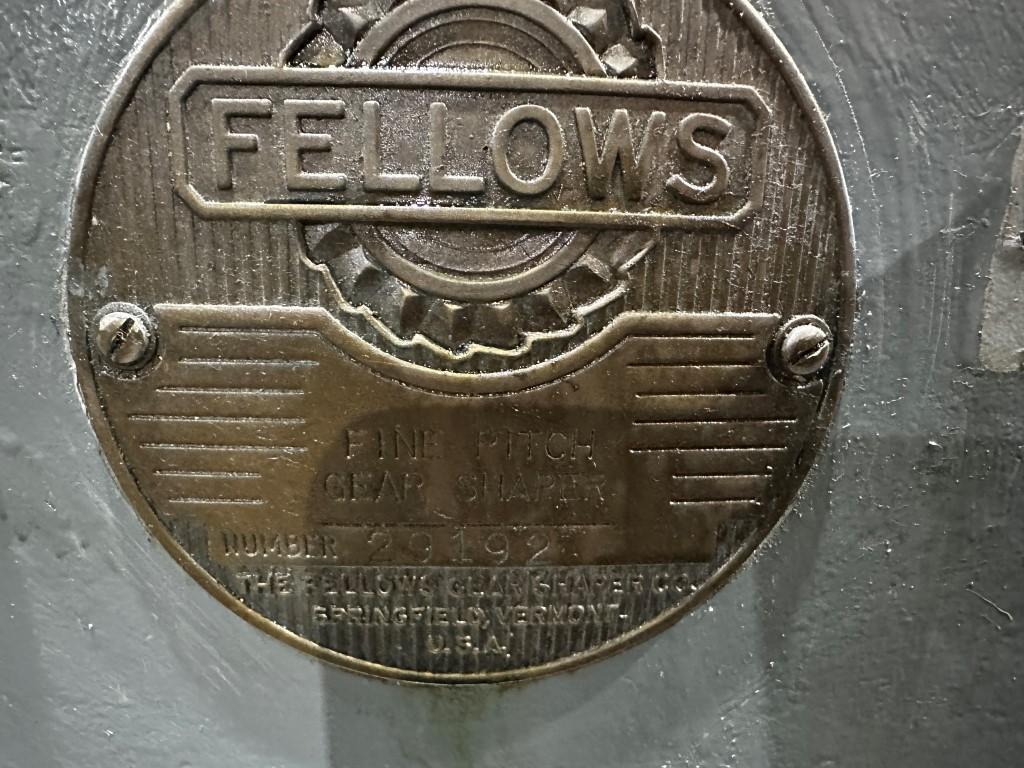 FELLOWS
FINE PITCH
GEAR SHAPER
NUMBER 29192
THE FELLOWS GEAR SHAPER CO.
SPRINGFIELD, VERMONT.
U.S.A.